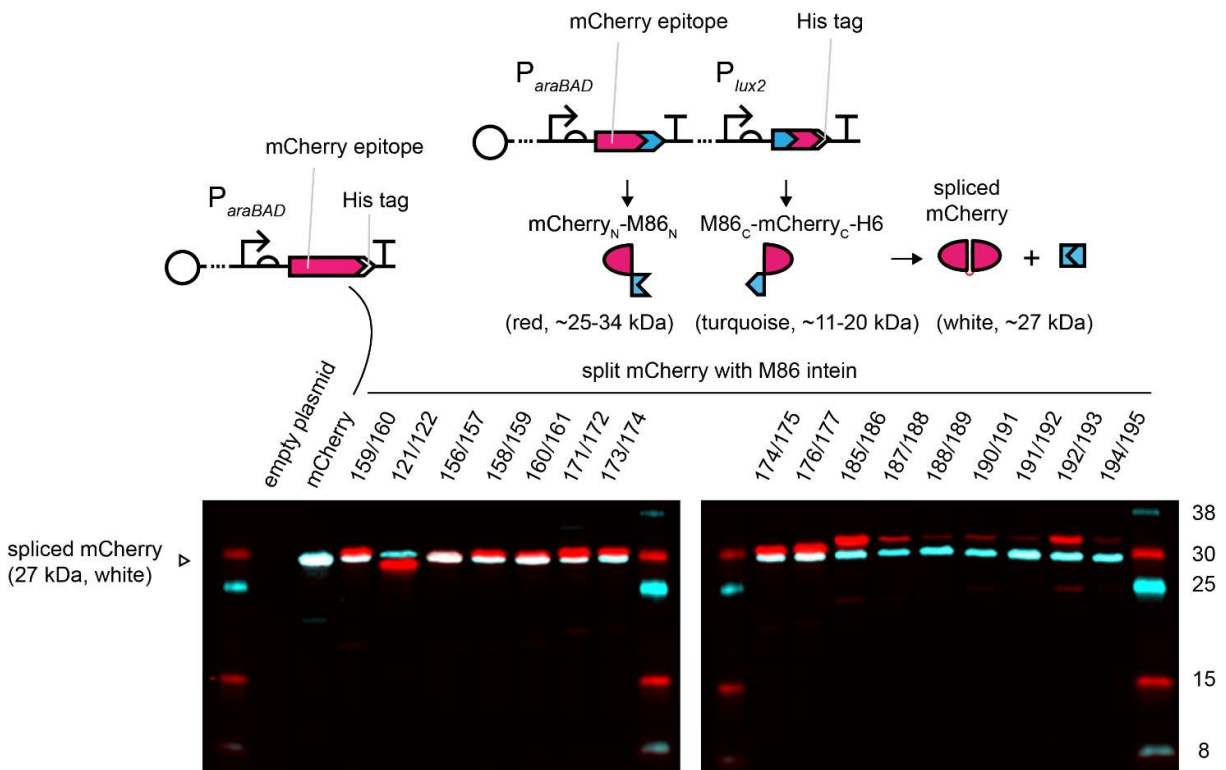 mCherry epitope
His tag
P araBAD
P lux2
mCherry epitope
His tag
P araBAD
mCherryN-M86N
M86C-mCherryC-H6
spliced
mCherry
+
(red, ~25-34 kDa)
(turquoise, ~11-20 kDa)
(white, ~27 kDa)
split mCherry with M86 intein
empty plasmid
mCherry
159/160
121/122
156/157
158/159
160/161
171/172
173/174
174/175
176/177
185/186
187/188
188/189
190/191
191/192
192/193
194/195
spliced mCherry
(27 kDa, white)
38
30
25
15
8